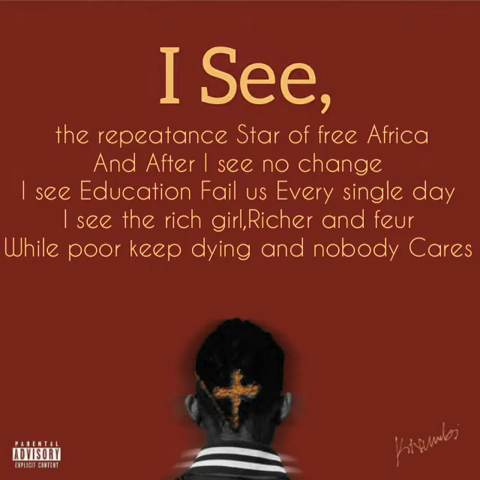 I See,
the repeatance Star of free Africa
And After I see no change
I see Education Fail us Every single day
I see the rich girl,Richer and feur
While poor keep dying and nobody Cares
PARENTAL
ADVISORY
EXPLICIT CONTENT